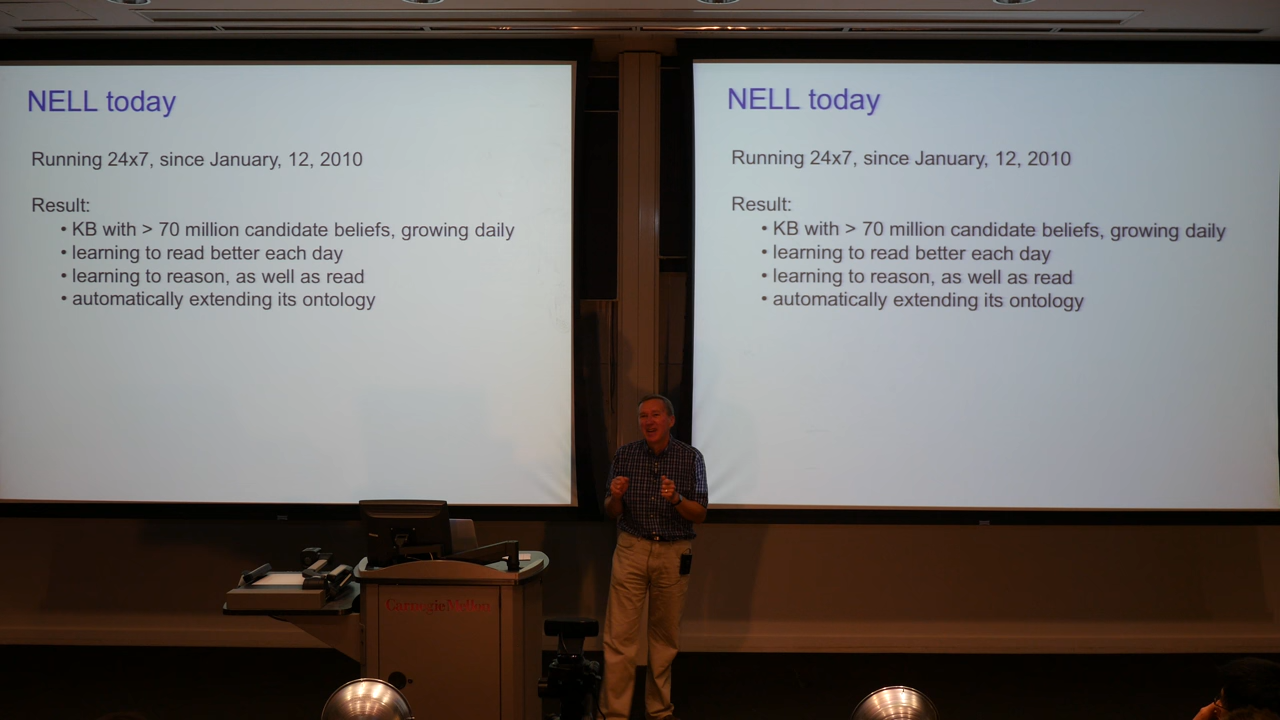 NELL today
Running 24x7, since January, 12, 2010
Result:
• KB with > 70 million candidate beliefs, growing daily
• learning to read better each day
• learning to reason, as well as read
• automatically extending its ontology
NELL today
Running 24x7, since January, 12, 2010
Result:
• KB with > 70 million candidate beliefs, growing daily
• learning to read better each day
• learning to reason, as well as read
• automatically extending its ontology
Carnegie Mellon